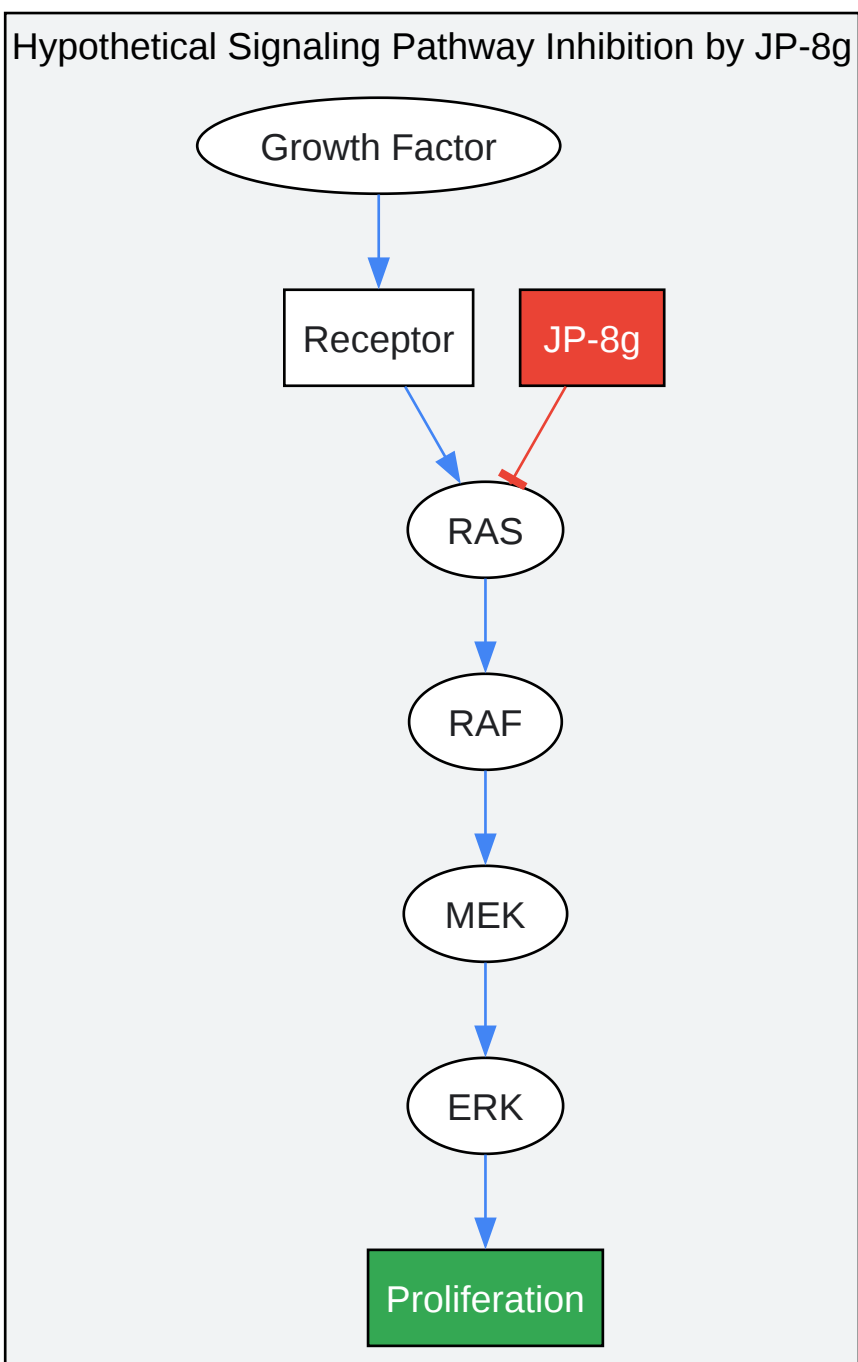 Hypothetical Signaling Pathway Inhibition by JP-8g
Growth Factor
Receptor
JP-8g
RAS
RAF
MEK
ERK
Proliferation